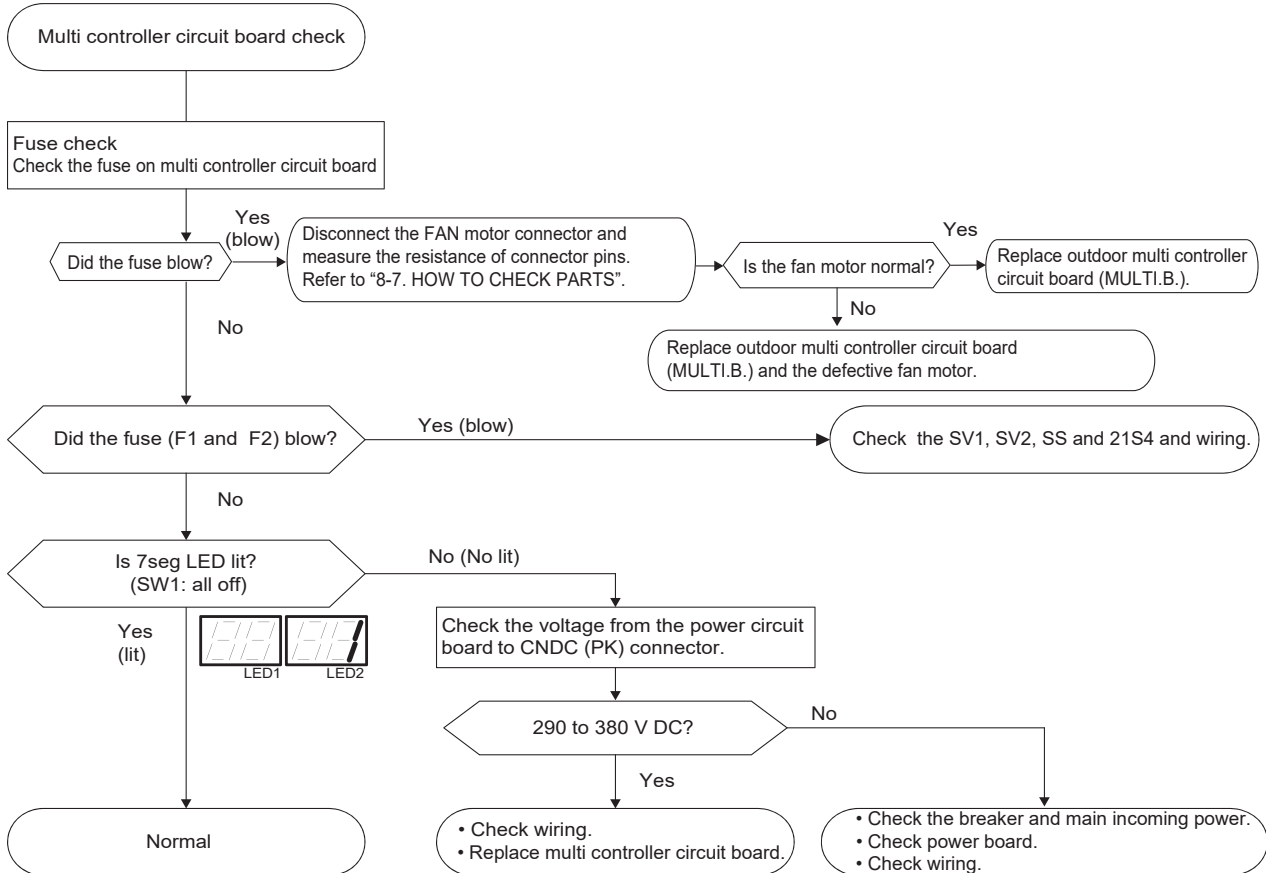 Multi controller circuit board check
Fuse check
Check the fuse on multi controller circuit board
Did the fuse blow?
Yes
(blow)
Disconnect the FAN motor connector and
measure the resistance of connector pins.
Refer to “8-7. HOW TO CHECK PARTS”.
Is the fan motor normal?
Yes
Replace outdoor multi controller
circuit board (MULTI.B.).
No
Replace outdoor multi controller circuit board
(MULTI.B.) and the defective fan motor.
No
Did the fuse (F1 and F2) blow?
Yes (blow)
Check the SV1, SV2, SS and 21S4 and wiring.
No
Is 7seg LED lit?
(SW1: all off)
No (No lit)
Yes
(lit)
LED1
LED2
Check the voltage from the power circuit
board to CNDC (PK) connector.
290 to 380 V DC?
No
Yes
Normal
• Check wiring.
• Replace multi controller circuit board.
• Check the breaker and main incoming power.
• Check power board.
• Check wiring.